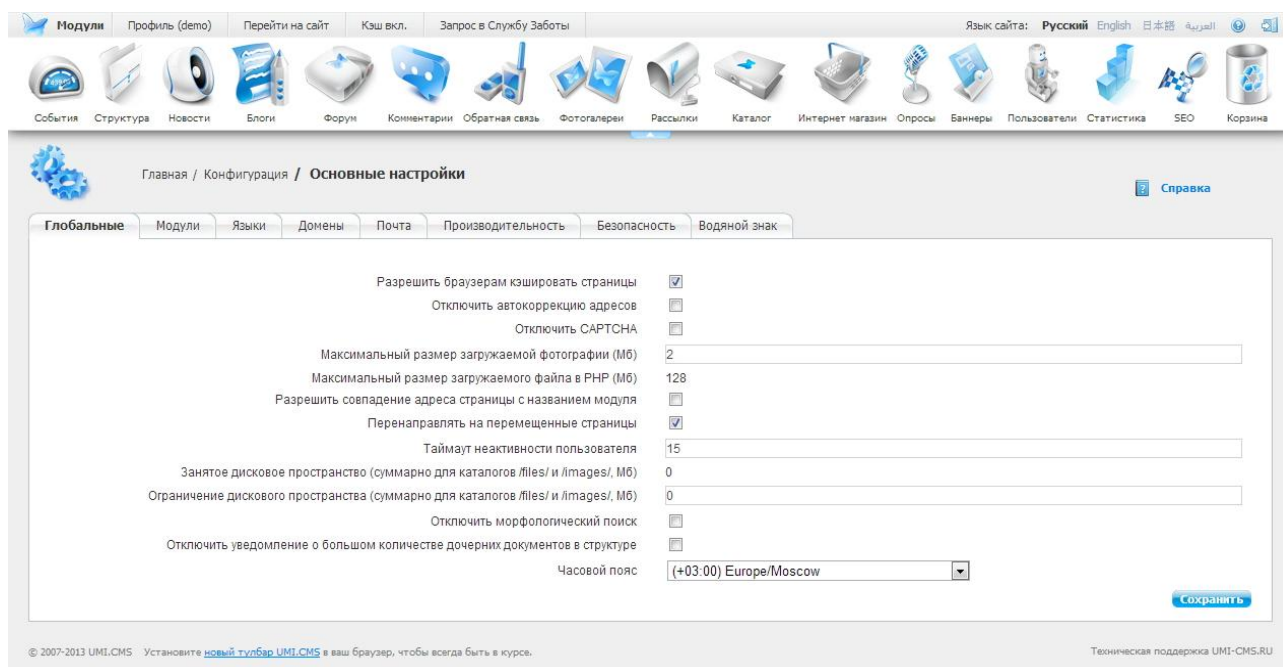 Модули Профиль (demo) Перейти на сайт Кэш вкл. Запрос в Службу Заботы Язык сайта: Русский English 日本語 العربية
События Структура Новости Блоги Форум Комментарии Обратная связь Фотогалереи Рассылки Каталог Интернет магазин Опросы Баннеры Пользователи Статистика SEO Корзина
Главная / Конфигурация / Основные настройки
Справка
Глобальные Модули Языки Домены Почта Производительность Безопасность Водяной знак
Разрешить браузерам кэшировать страницы
Отключить автокоррекцию адресов
Отключить CAPTCHA
Максимальный размер загружаемой фотографии (Мб) 2
Максимальный размер загружаемого файла в PHP (Мб) 128
Разрешить совпадение адреса страницы с названием модуля
Перенаправлять на перемещенные страницы
Таймаут неактивности пользователя 15
Занятое дисковое пространство (суммарно для каталогов /files/ и /images/, Мб) 0
Ограничение дискового пространства (суммарно для каталогов /files/ и /images/, Мб) 0
Отключить морфологический поиск
Отключить уведомление о большом количестве дочерних документов в структуре
Часовой пояс (+03:00) Europe/Moscow
Сохранить
© 2007-2013 UMI.CMS Установите новый тулбар UMI.CMS в ваш браузер, чтобы всегда быть в курсе. Техническая поддержка UMI-CMS.RU